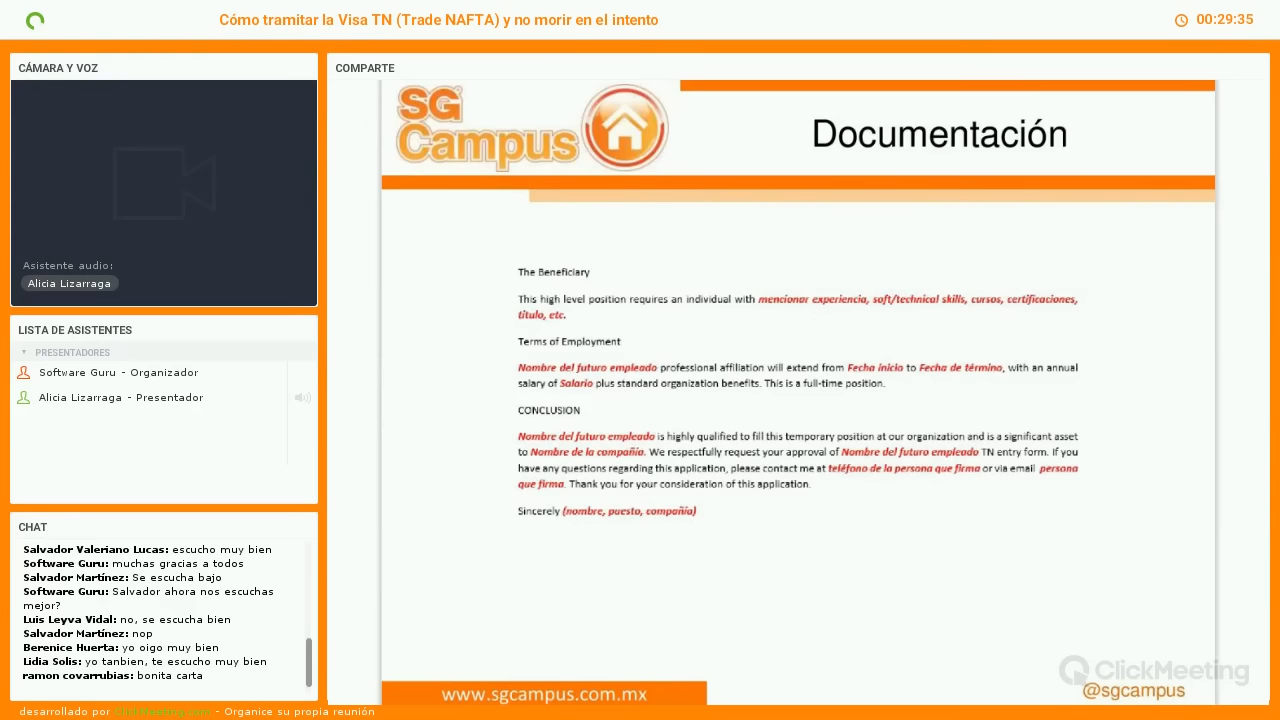 Cómo tramitar la Visa TN (Trade NAFTA) y no morir en el intento
00:29:35
CÁMARA Y VOZ
Asistente audio:
Alicia Lizarraga
LISTA DE ASISTENTES
PRESENTADORES
Software Guru - Organizador
Alicia Lizarraga - Presentador
CHAT
Salvador Valeriano Lucas: escucho muy bien
Software Guru: muchas gracias a todos
Salvador Martínez: Se escucha bajo
Software Guru: Salvador ahora nos escuchas
mejor?
Luis Leyva Vidal: no, se escucha bien
Salvador Martínez: nop
Berenice Huerta: yo oigo muy bien
Lidia Solis: yo tanbien, te escucho muy bien
ramon covarrubias: bonita carta
COMPARTE
SG
Campus
Documentación
The Beneficiary
This high level position requires an individual with mencionar experiencia, soft/technical skills, cursos, certificaciones,
título, etc.
Terms of Employment
Nombre del futuro empleado professional affiliation will extend from Fecha inicio to Fecha de término, with an annual
salary of Salario plus standard organization benefits. This is a full-time position.
CONCLUSION
Nombre del futuro empleado is highly qualified to fill this temporary position at our organization and is a significant asset
to Nombre de la compañía. We respectfully request your approval of Nombre del futuro empleado TN entry form. If you
have any questions regarding this application, please contact me at teléfono de la persona que firma or via email persona
que firma. Thank you for your consideration of this application.
Sincerely (nombre, puesto, compañía)
www.sgcampus.com.mx
ClickMeeting
@sgcampus
desarrollado por - Organice su propia reunión